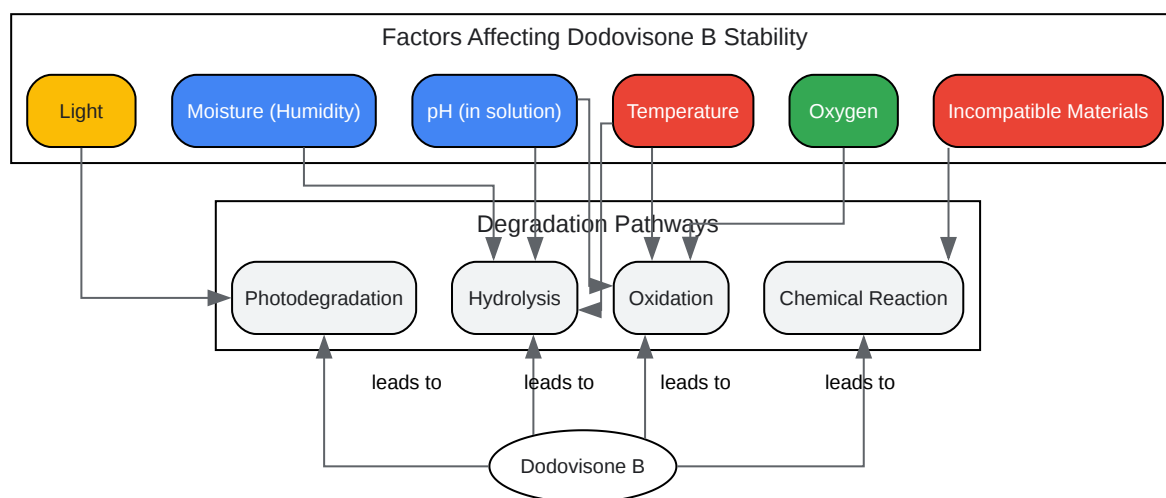 Factors Affecting Dodovisone B Stability
Light
Moisture (Humidity)
pH (in solution)
Temperature
Oxygen
Incompatible Materials
Degradation Pathways
Photodegradation
Hydrolysis
Oxidation
Chemical Reaction
leads to
leads to
leads to
leads to
Dodovisone B